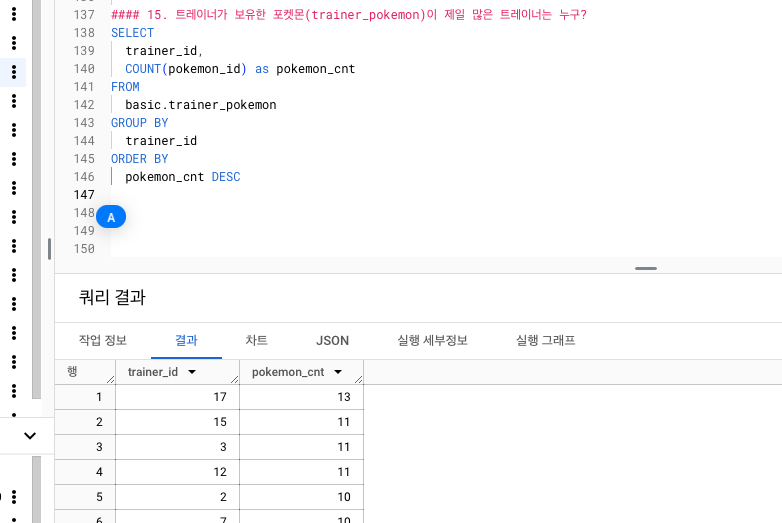 137 #### 15. 트레이너가 보유한 포켓몬(trainer_pokemon)이 제일 많은 트레이너는 누구?
138 SELECT
139 trainer_id,
140 COUNT(pokemon_id) as pokemon_cnt
141 FROM
142 basic.trainer_pokemon
143 GROUP BY
144 trainer_id
145 ORDER BY
146 pokemon_cnt DESC
147
148
A
149
150
쿼리 결과
작업 정보 결과 차트 JSON 실행 세부정보 실행 그래프
행 trainer_id pokemon_cnt
1 17 13
2 15 11
3 3 11
4 12 11
5 2 10
6 7 10